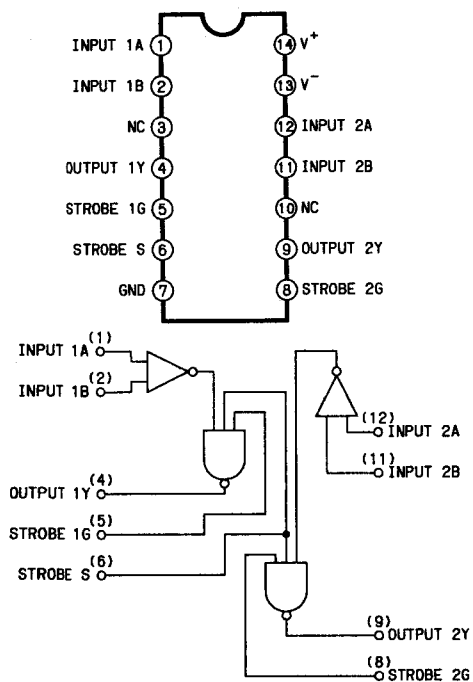 INPUT 1A 1 14 V+
INPUT 1B 2 13 V-
NC 3 12 INPUT 2A
OUTPUT 1Y 4 11 INPUT 2B
STROBE 1G 5 10 NC
STROBE S 6 9 OUTPUT 2Y
GND 7 8 STROBE 2G
INPUT 1A (1)
INPUT 1B (2)
(12) INPUT 2A
(11) INPUT 2B
OUTPUT 1Y (4)
STROBE 1G (5)
STROBE S (6)
(9) OUTPUT 2Y
(8) STROBE 2G